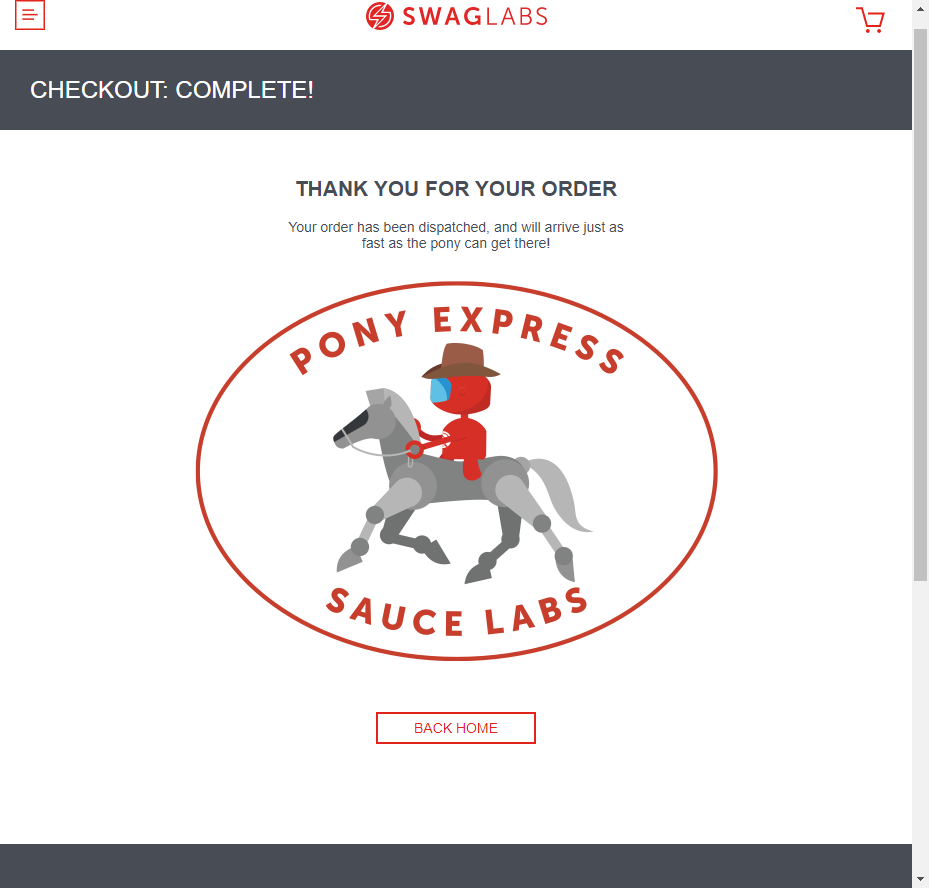 SWAGLABS
CHECKOUT: COMPLETE!
THANK YOU FOR YOUR ORDER
Your order has been dispatched, and will arrive just as
fast as the pony can get there!
PONY EXPRESS
SAUCE LABS
BACK HOME